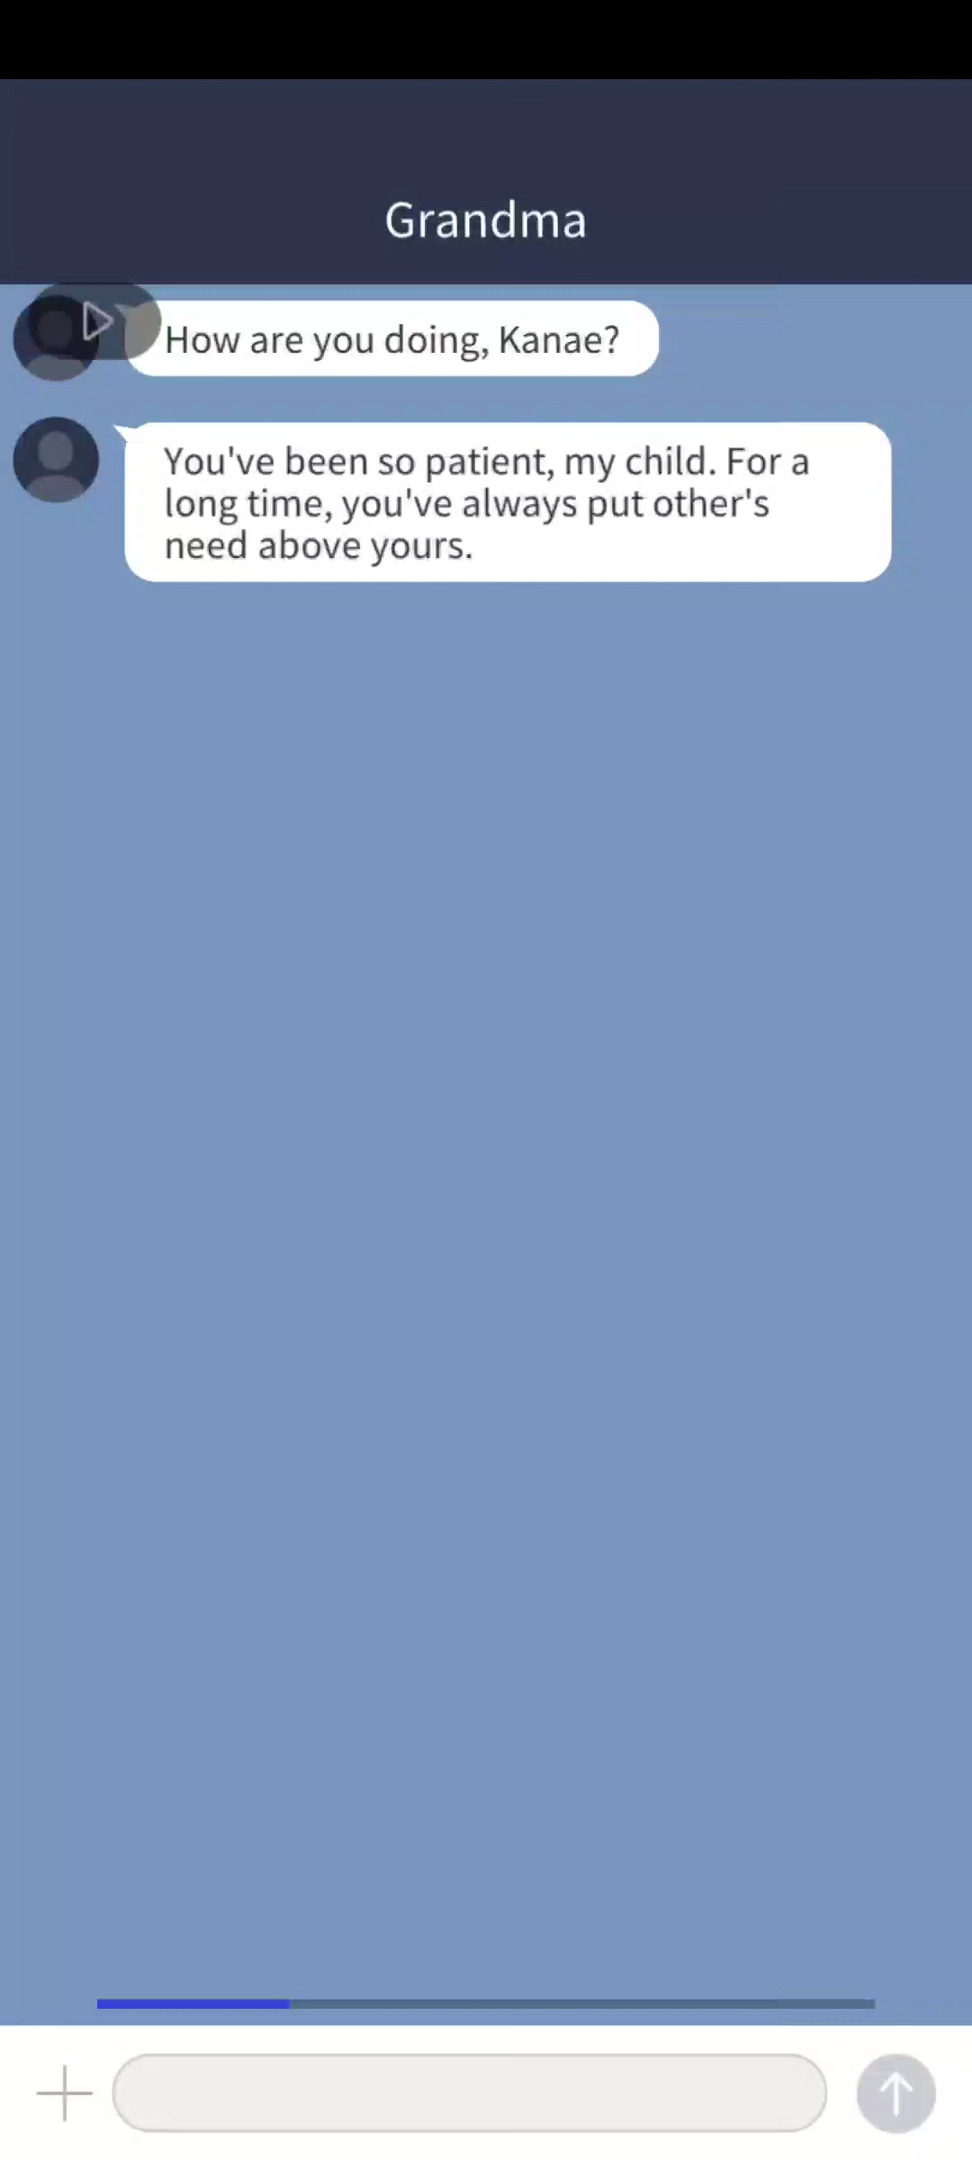 Grandma
How are you doing, Kanae?
You've been so patient, my child. For a
long time, you've always put other's
need above yours.